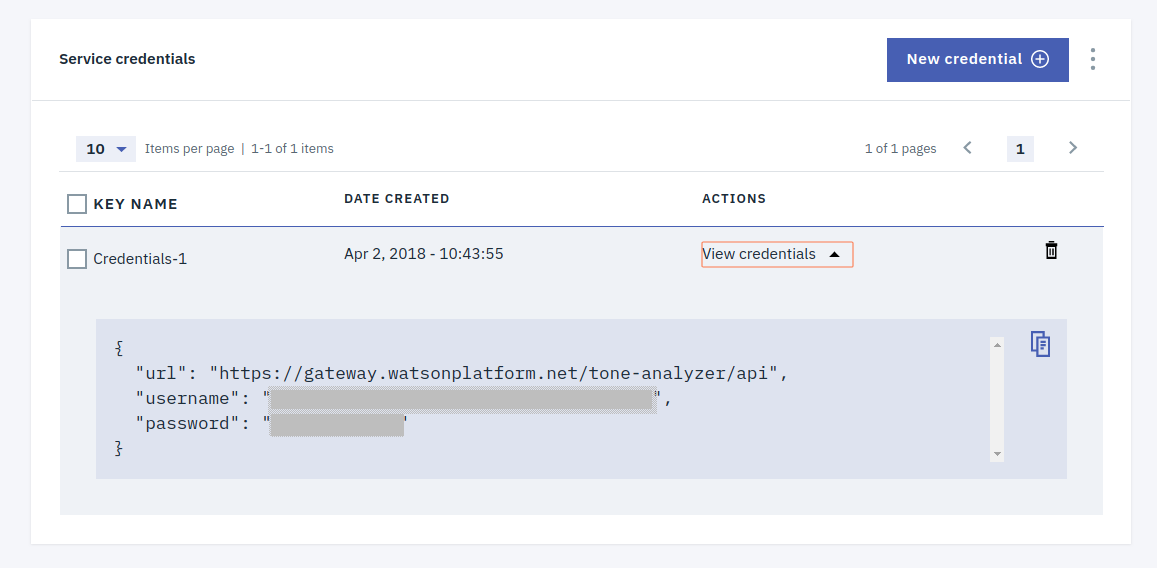 Service credentials
New credential
10 Items per page | 1-1 of 1 items
1 of 1 pages 1
KEY NAME DATE CREATED ACTIONS
Credentials-1 Apr 2, 2018 - 10:43:55 View credentials
{
"url": "https://gateway.watsonplatform.net/tone-analyzer/api",
"username": "",
"password": "'
}